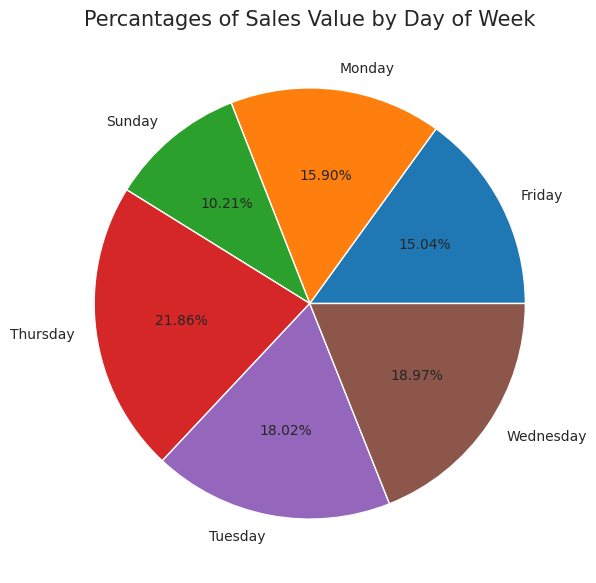 Percantages of Sales Value by Day of Week
Monday
Sunday
Friday
15.90%
10.21%
15.04%
Thursday
21.86%
18.97%
18.02%
Wednesday
Tuesday